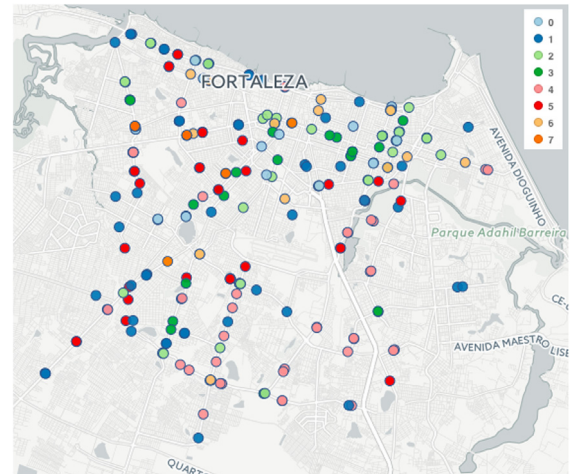 0
1
2
3
4
5
6
7
FORTALEZA
AVENIDA DIOGUINHO
Parque Adahil Barreira
CE-
AVENIDA MAESTRO LISB
QUART